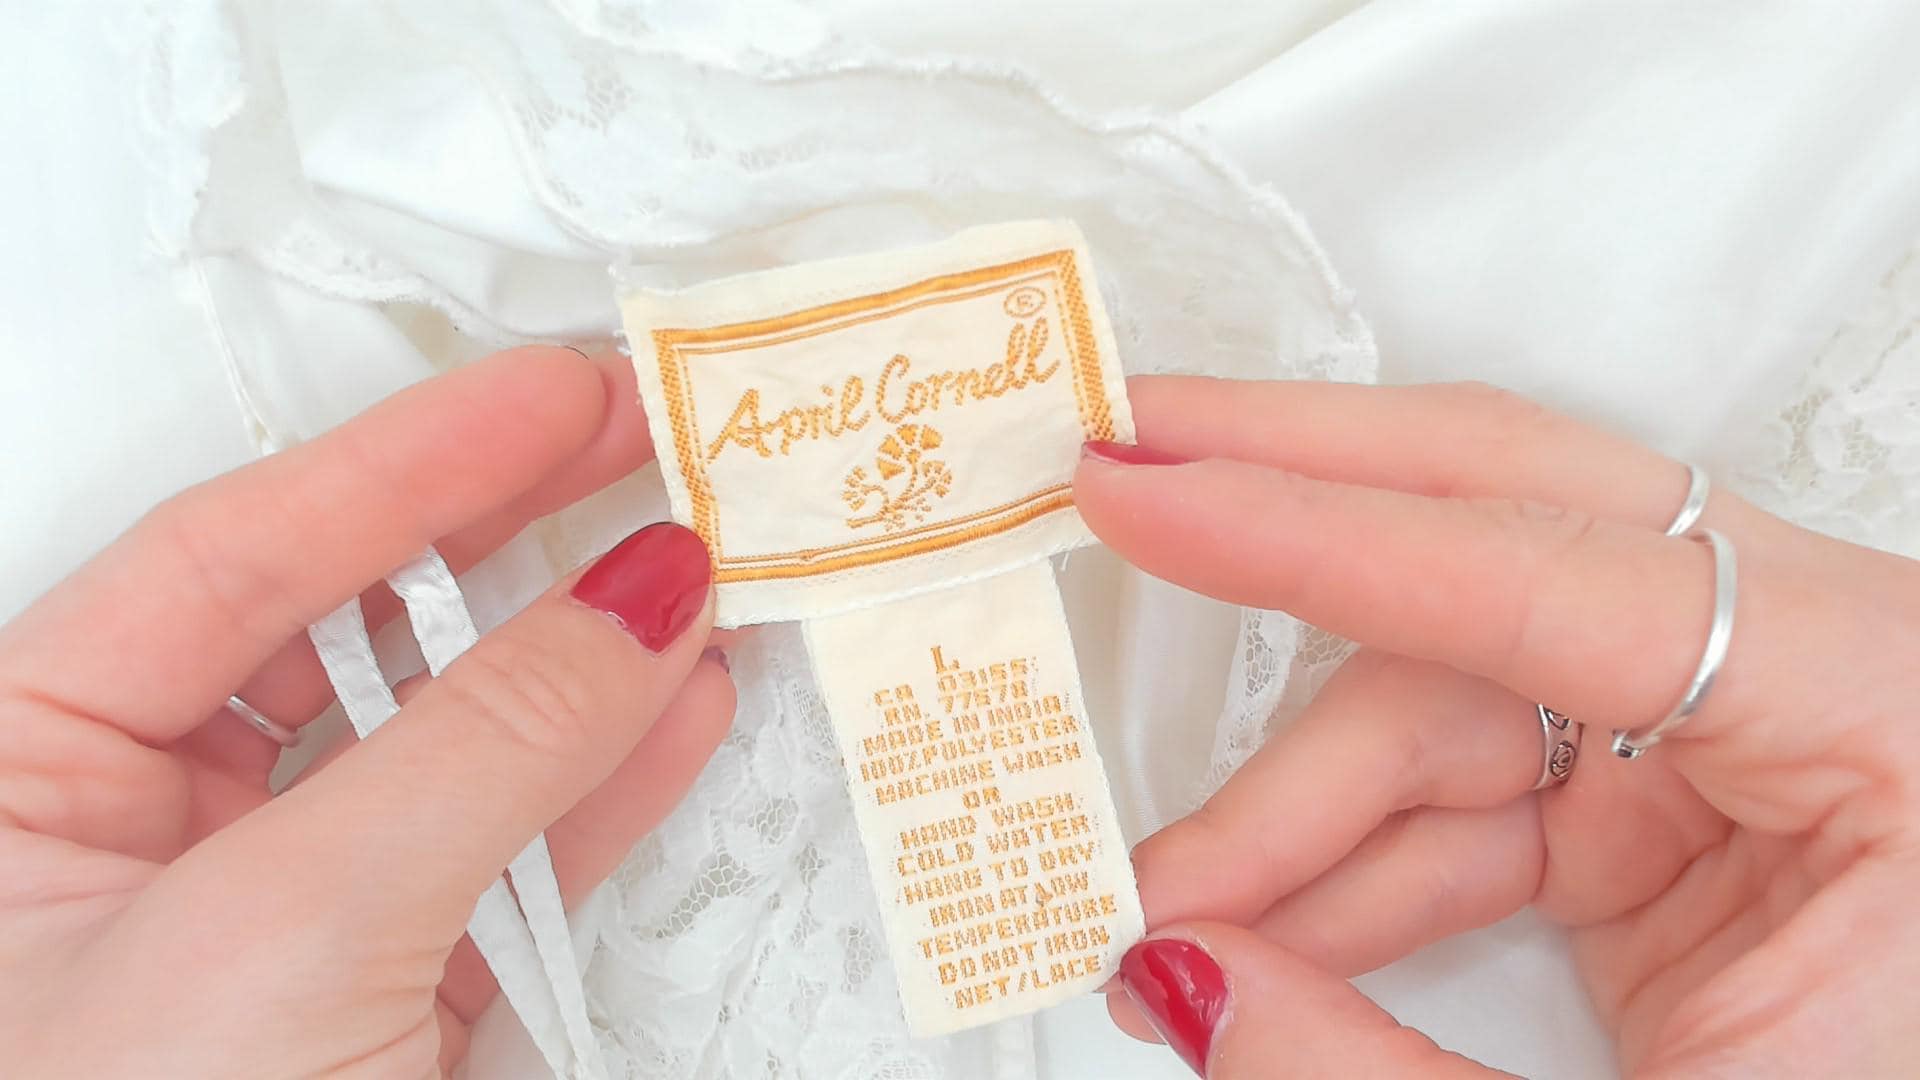 ®
April Cornell
L
CA 03155
RN. 77578
MADE IN INDIA
100% POLYESTER
MACHINE WASH
OR
HAND WASH
COLD WATER
HANG TO DRY
IRON AT LOW
TEMPERATURE
DO NOT IRON
NET/LACE